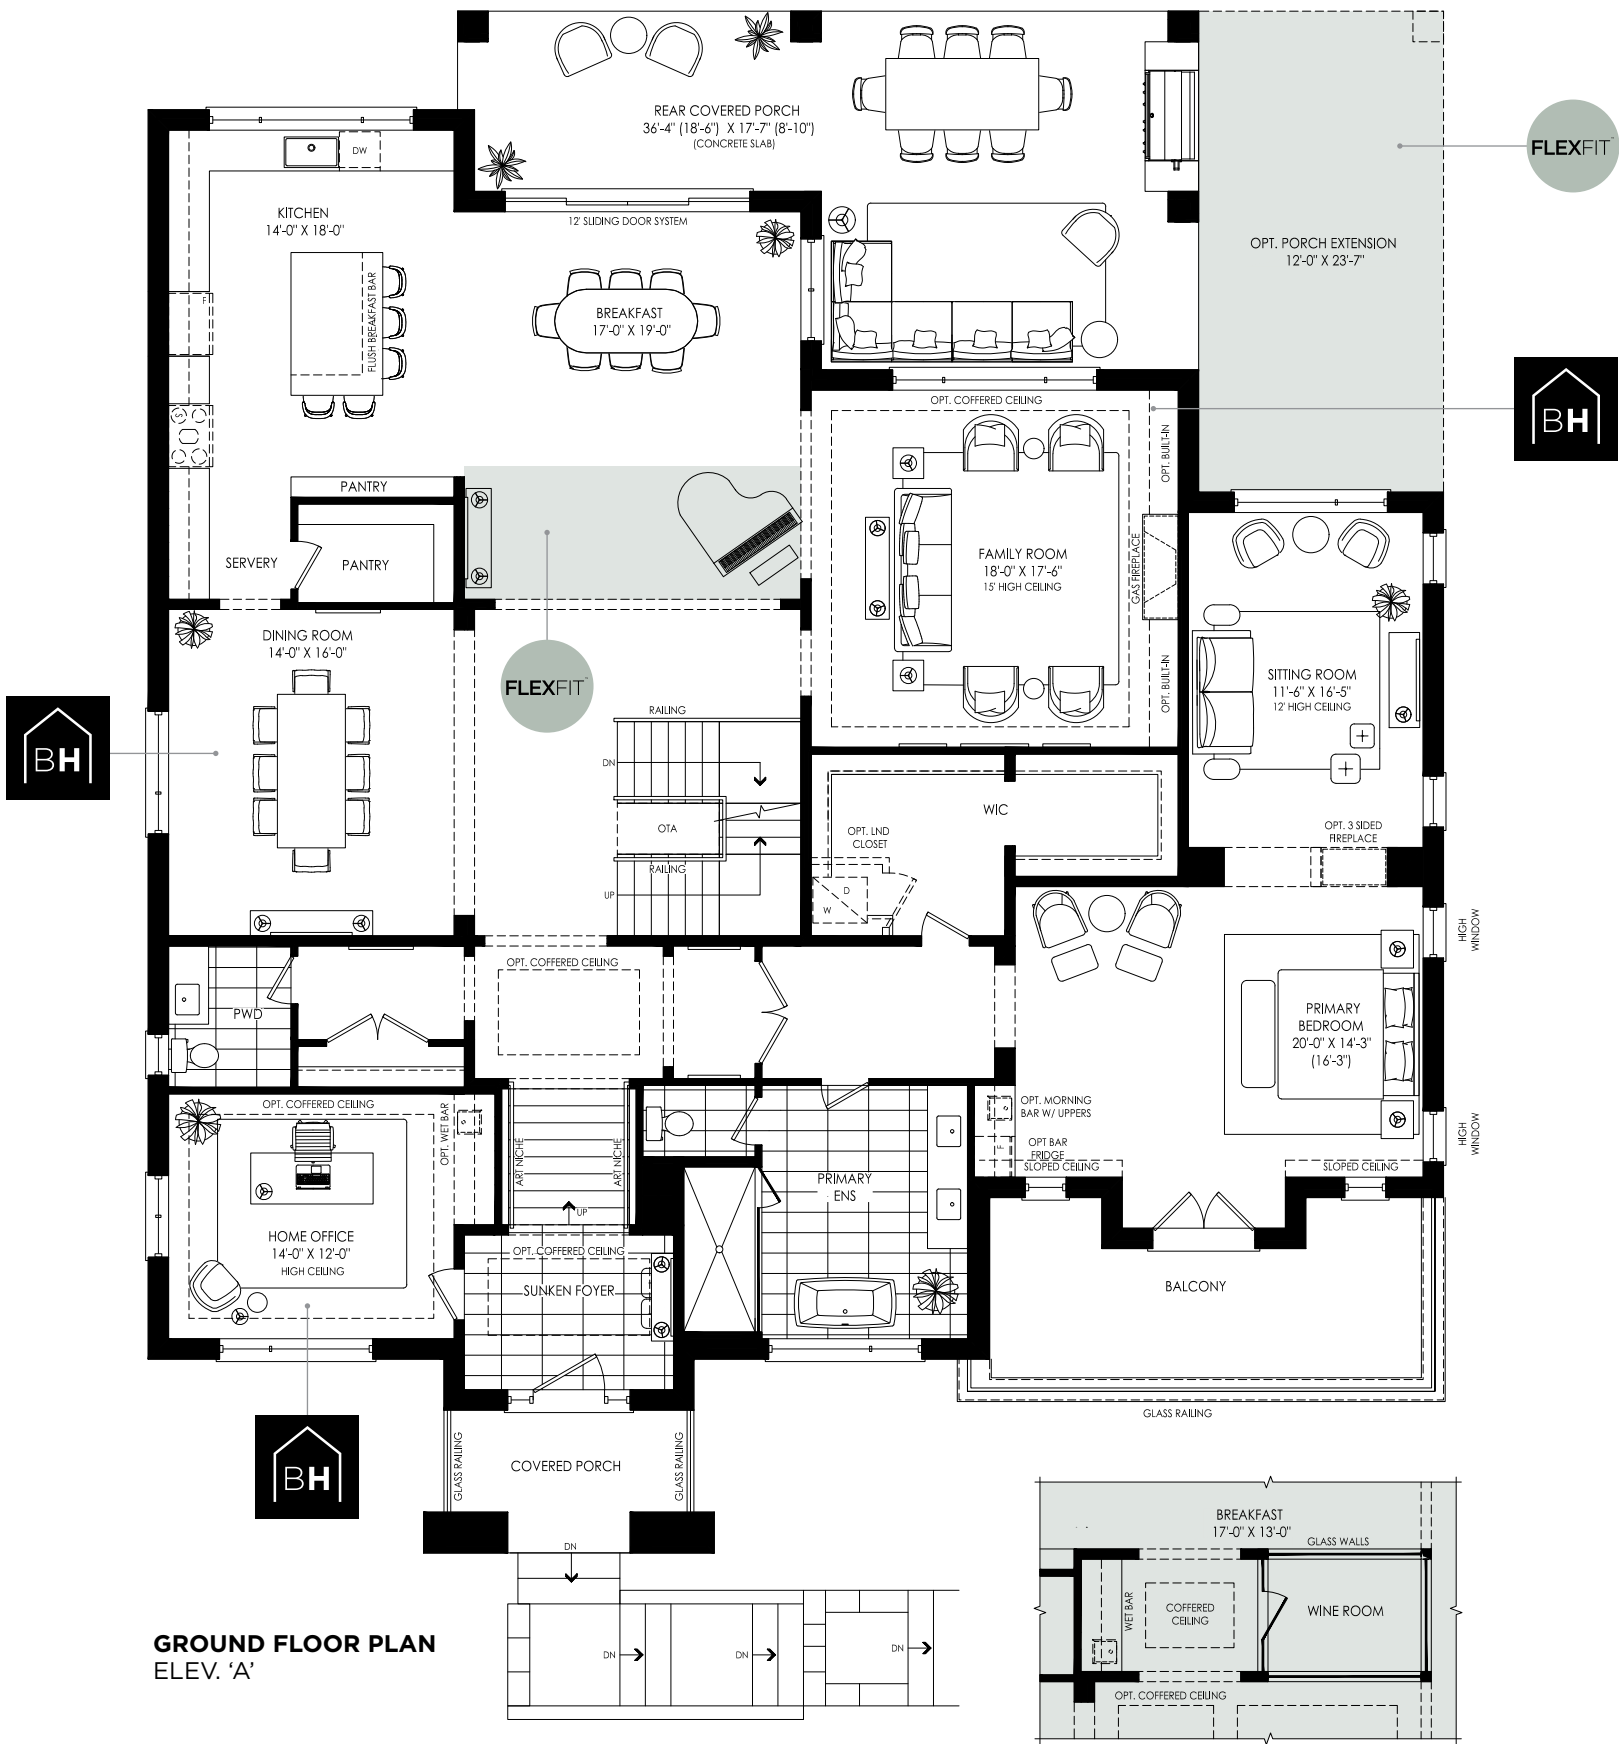 REAR COVERED PORCH
36'-4" (18'-6") X 17'-7" (8'-10")
(CONCRETE SLAB)
FLEXFIT™
DW
KITCHEN
14'-0" X 18'-0"
12' SLIDING DOOR SYSTEM
OPT. PORCH EXTENSION
12'-0" X 23'-7"
F
FLUSH BREAKFAST BAR
BREAKFAST
17'-0" X 19'-0"
S
OPT. COFFERED CEILING
BH
OPT. BUILT-IN
PANTRY
SERVERY
PANTRY
FAMILY ROOM
18'-0" X 17'-6"
15' HIGH CEILING
GAS FIREPLACE
DINING ROOM
14'-0" X 16'-0"
FLEXFIT™
OPT. BUILT-IN
SITTING ROOM
11'-6" X 16'-5"
12' HIGH CEILING
RAILING
BH
DN
OTA
RAILING
UP
WIC
OPT. LND
CLOSET
D
W
OPT. 3 SIDED
FIREPLACE
HIGH
WINDOW
OPT. COFFERED CEILING
PWD
PRIMARY
BEDROOM
20'-0" X 14'-3"
(16'-3")
OPT. COFFERED CEILING
OPT. WET BAR
ART NICHE
ART NICHE
OPT. MORNING
BAR W/ UPPERS
F
OPT BAR
FRIDGE
SLOPED CEILING
SLOPED CEILING
HIGH
WINDOW
PRIMARY
ENS
UP
HOME OFFICE
14'-0" X 12'-0"
HIGH CEILING
OPT. COFFERED CEILING
SUNKEN FOYER
BALCONY
GLASS RAILING
BH
GLASS RAILING
COVERED PORCH
GLASS RAILING
DN
DN
DN
DN
BREAKFAST
17'-0" X 13'-0"
GLASS WALLS
WET BAR
COFFERED
CEILING
WINE ROOM
OPT. COFFERED CEILING
GROUND FLOOR PLAN
ELEV. ‘A’